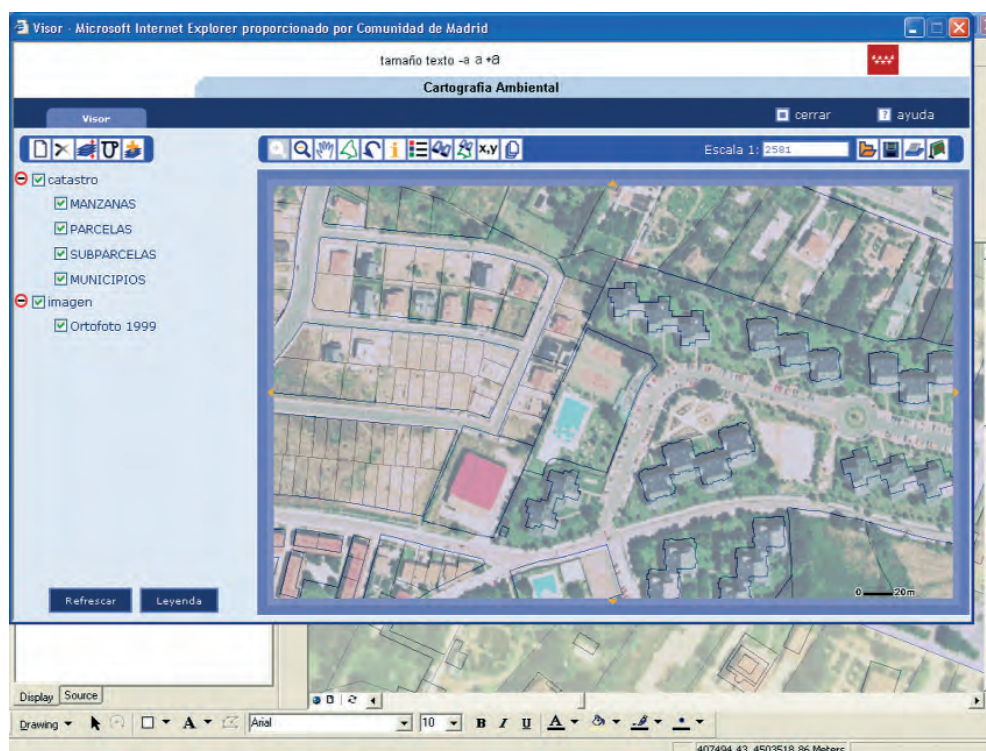 Visor - Microsoft Internet Explorer proporcionado por Comunidad de Madrid
tamaño texto -a a +a
Cartografia Ambiental
Visor
cerrar
? ayuda
i
x,y
Escala 1: 2581
catastro
MANZANAS
PARCELAS
SUBPARCELAS
MUNICIPIOS
imagen
Ortofoto 1999
0 20m
Refrescar Leyenda
Display Source
Drawing A Arial 10 B I U A
407494,43 4503518,86 Meters